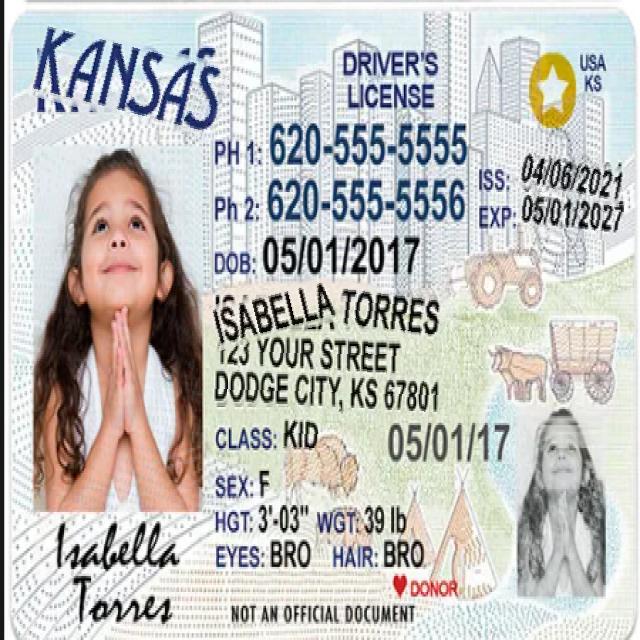 KANSAS
DRIVER'S
LICENSE
USA
KS
PH 1: 620-555-5555
Ph 2: 620-555-5556
ISS: 04/06/2021
EXP: 05/01/2027
DOB: 05/01/2017
ISABELLA TORRES
123 YOUR STREET
DODGE CITY, KS 67801
CLASS: KID
05/01/17
SEX: F
HGT: 3'-03" WGT: 39 lb
EYES: BRO HAIR: BRO
DONOR
Isabella
Torres
NOT AN OFFICIAL DOCUMENT